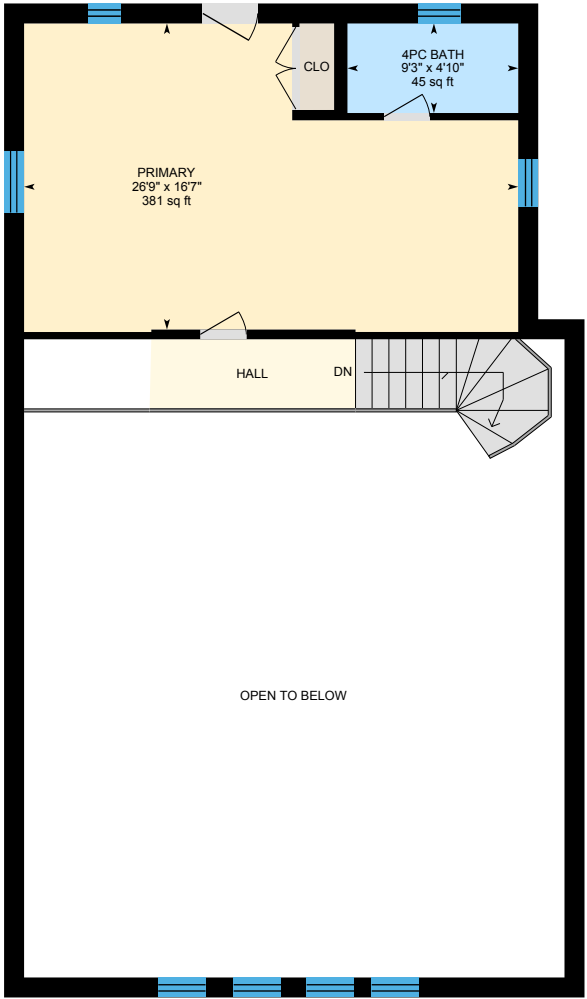 CLO
4PC BATH
9'3" x 4'10"
45 sq ft
PRIMARY
26'9" x 16'7"
381 sq ft
HALL
DN
OPEN TO BELOW